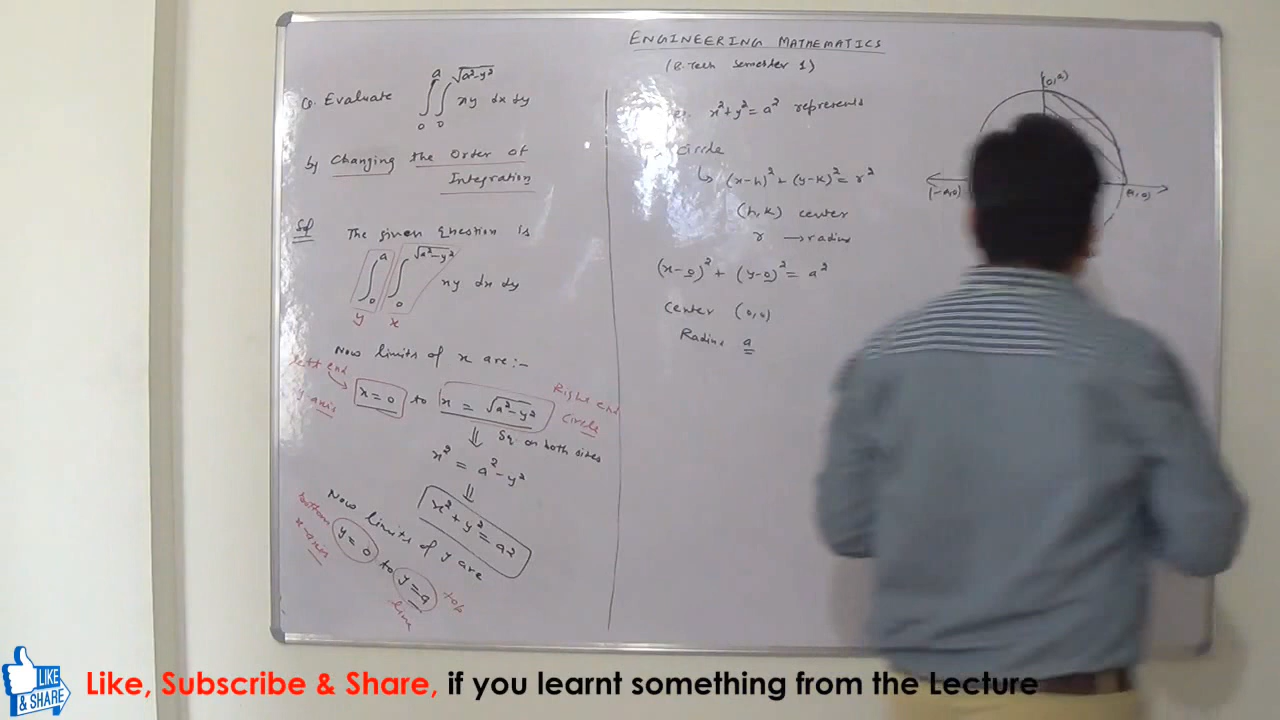 ENGINEERING MATHEMATICS
(B.Tech Semester 1)
Q. Evaluate ∫₀ᵃ ∫₀^√(a²-y²) xy dx dy
by Changing the Order of
Integration
Sol The given Question is
∫₀ᵃ ∫₀^√(a²-y²) xy dx dy
y x
Now limits of x are:-
left end
y axis
x = 0 to x = √(a²-y²)
Right end
circle
⇓ Sq. on both sides
x² = a² - y²
⇓
x² + y² = a²
Now limits of y are
bottom
x-axis
y = 0 to y = a
top
line
x² + y² = a² represents
circle
↳ (x-h)² + (y-k)² = r²
(h, k) center
r → radius
(x-0)² + (y-0)² = a²
center (0,0)
Radius a
(0,a)
(-a,0)
(a,0)
LIKE
& SHARE
Like, Subscribe & Share, if you learnt something from the Lecture